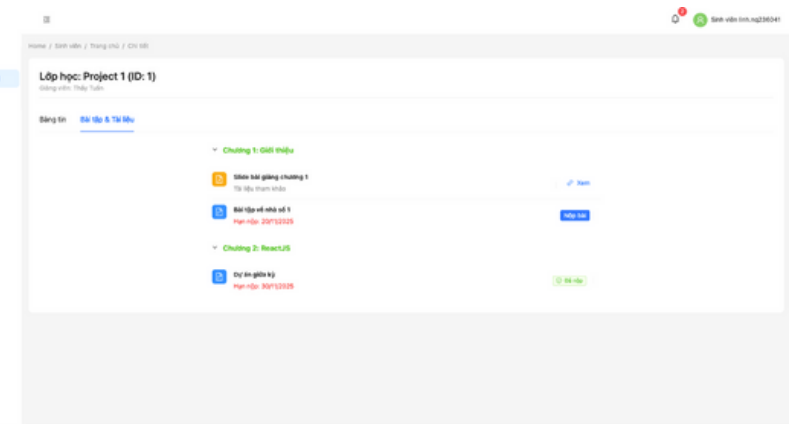 2
Sinh viên linh.nq236041
Home / Sinh viên / Trang chủ / Chi tiết
Lớp học: Project 1 (ID: 1)
Giảng viên: Thầy Tuấn
Bảng tin
Bài tập & Tài liệu
Chương 1: Giới thiệu
Slide bài giảng chương 1
Tài liệu tham khảo
Xem
Bài tập về nhà số 1
Hạn nộp: 20/11/2025
Nộp bài
Chương 2: ReactJS
Dự án giữa kỳ
Hạn nộp: 30/11/2025
Đã nộp